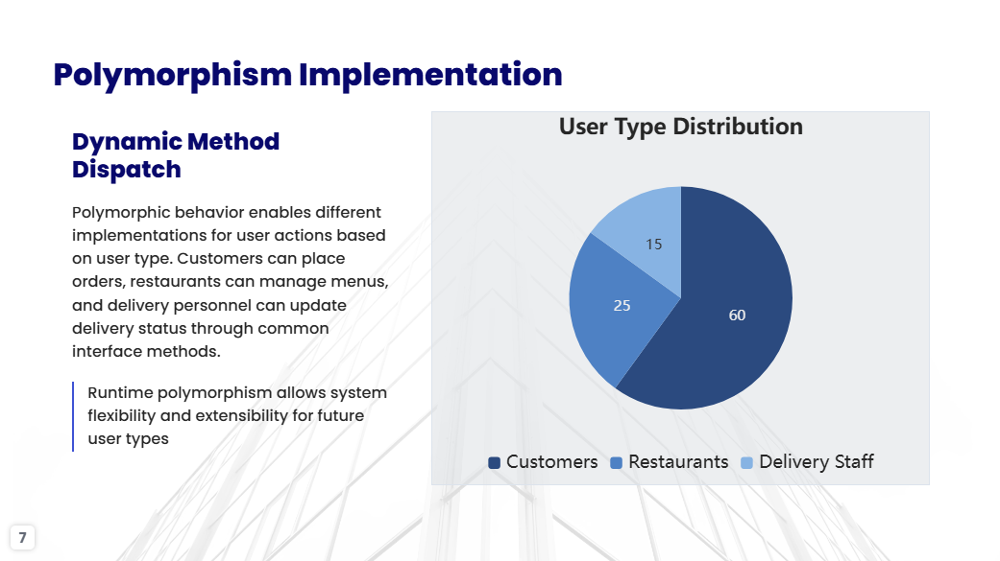 Polymorphism Implementation
Dynamic Method
Dispatch
Polymorphic behavior enables different
implementations for user actions based
on user type. Customers can place
orders, restaurants can manage menus,
and delivery personnel can update
delivery status through common
interface methods.
Runtime polymorphism allows system
flexibility and extensibility for future
user types
User Type Distribution
15
25
60
Customers Restaurants Delivery Staff
7